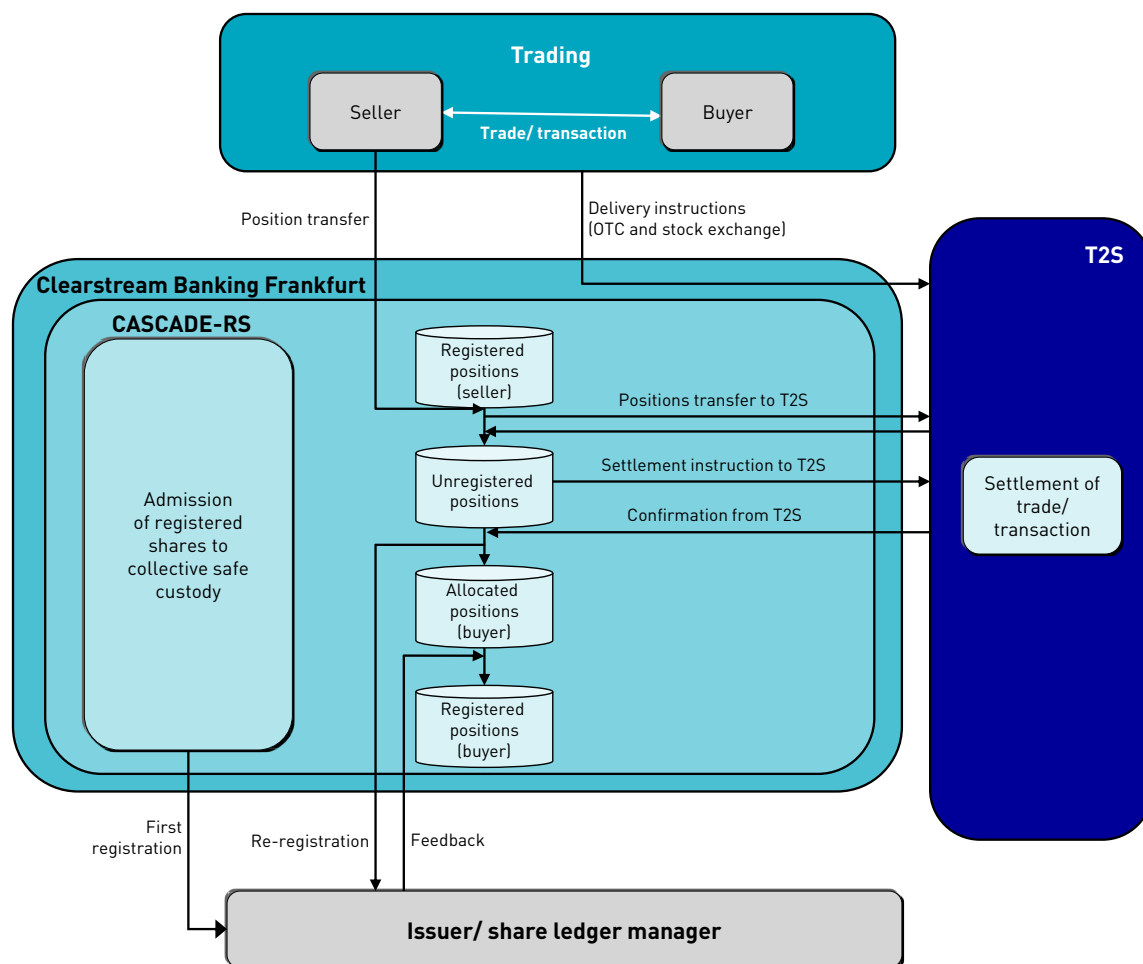 Trading
Seller
Buyer
Trade/ transaction
Position transfer
Delivery instructions
(OTC and stock exchange)
T2S
Clearstream Banking Frankfurt
CASCADE-RS
Registered
positions
(seller)
Positions transfer to T2S
Unregistered
positions
Settlement instruction to T2S
Settlement of
trade/
transaction
Confirmation from T2S
Admission
of registered
shares to
collective safe
custody
Allocated
positions
(buyer)
Registered
positions
(buyer)
First
registration
Re-registration
Feedback
Issuer/ share ledger manager